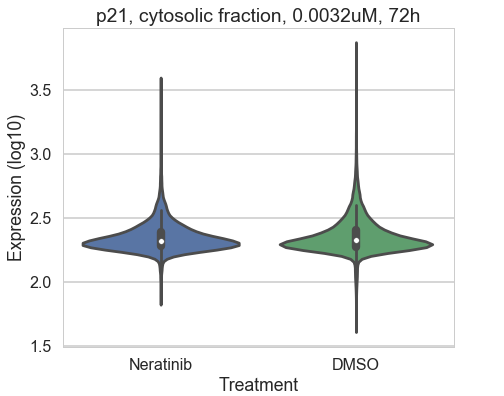 p21, cytosolic fraction, 0.0032uM, 72h
Expression (log10)
3.5
3.0
2.5
2.0
1.5
Neratinib DMSO
Treatment